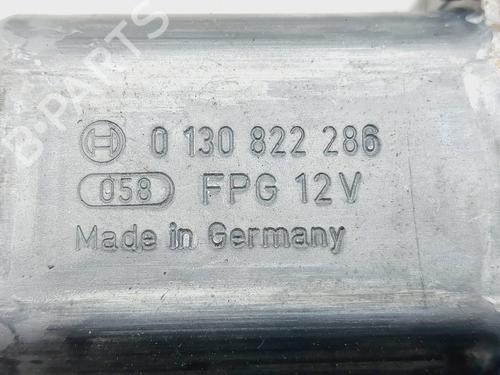 B-PARTS
0 130 822 286
058 FPG 12V
Made in Germany